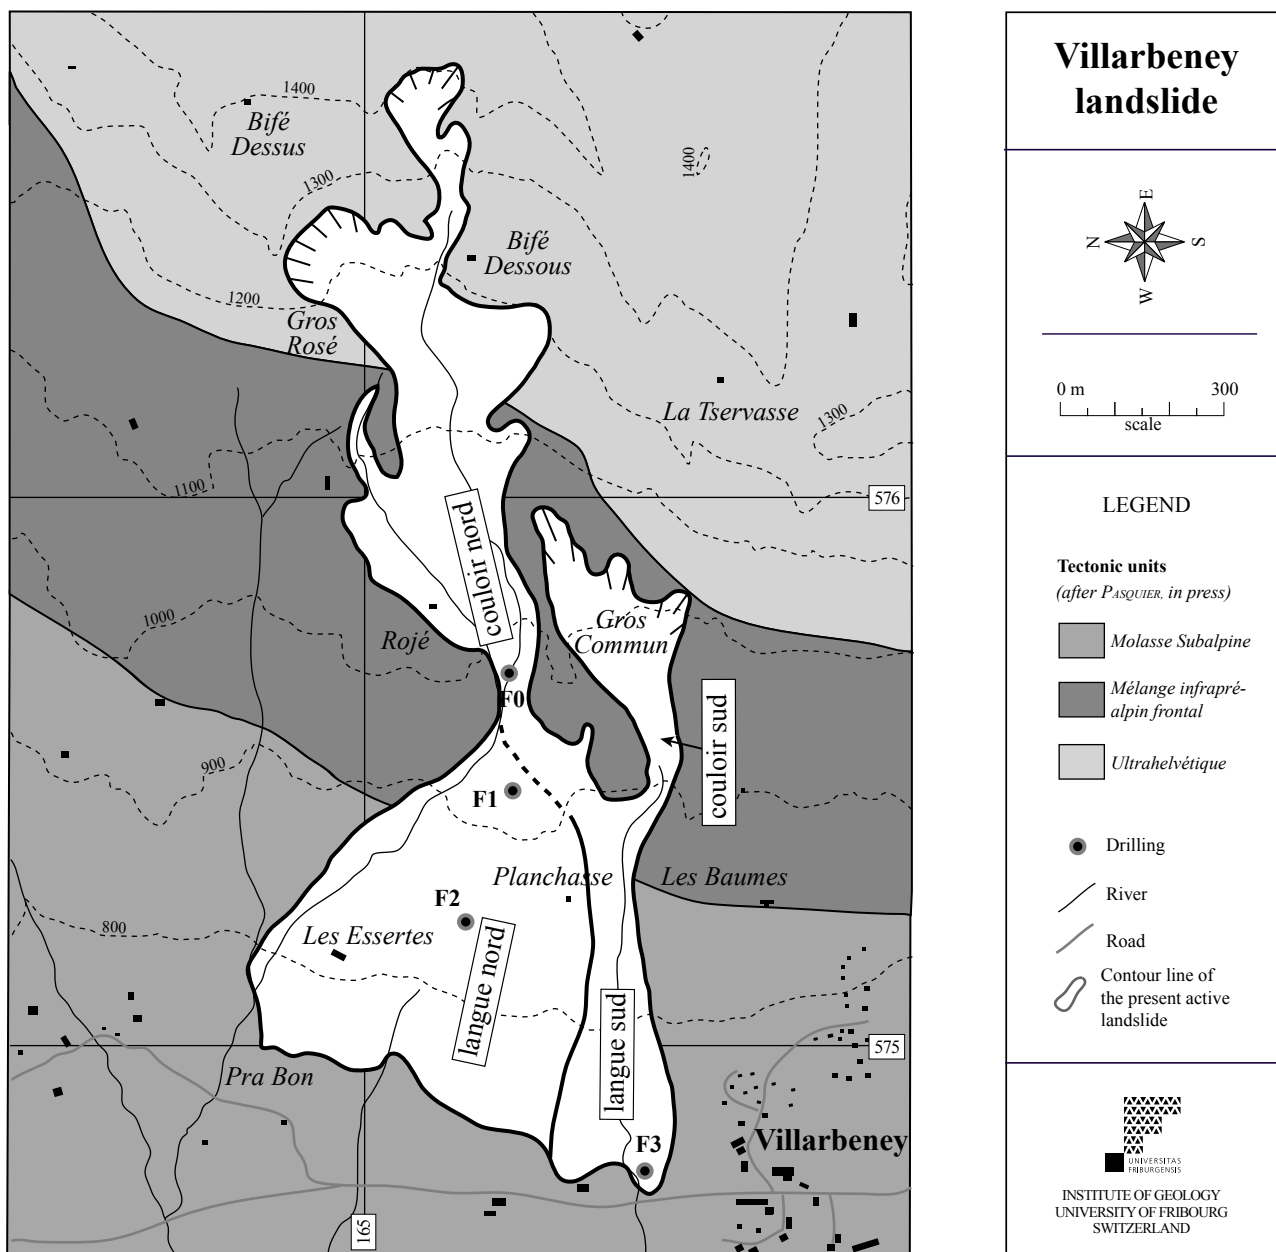 1400
Bifé
Dessus
1300
1400
Bifé
Dessous
1200
Gros
Rosé
La Tservasse
1300
1100
576
couloir nord
1000
Rojé
Gros
Commun
F0
couloir sud
900
F1
Planchasse
Les Baumes
F2
800
Les Essertes
langue nord
langue sud
575
Pra Bon
F3
Villarbeney
165
Villarbeney
landslide
E
N
S
W
0 m 300
scale
LEGEND
Tectonic units
(after PASQUIER, in press)
Molasse Subalpine
Mélange infrapré-
alpin frontal
Ultrahelvétique
Drilling
River
Road
Contour line of
the present active
landslide
UNIVERSITAS
FRIBURGENSIS
INSTITUTE OF GEOLOGY
UNIVERSITY OF FRIBOURG
SWITZERLAND